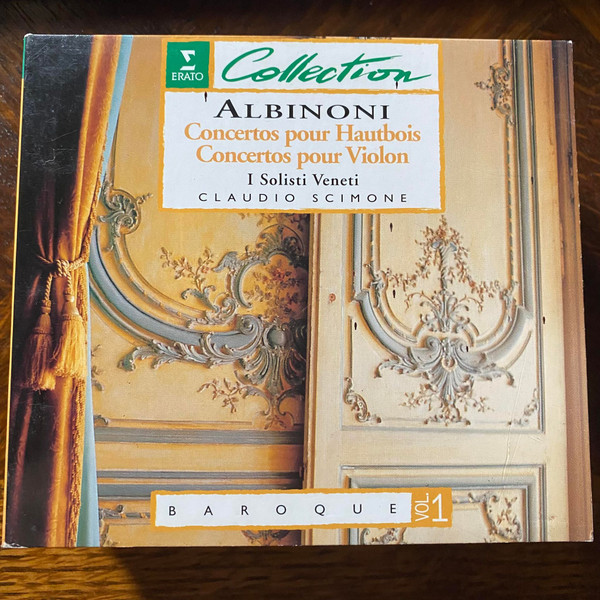 ERATO
Collection
ALBINONI
Concertos pour Hautbois
Concertos pour Violon
I Solisti Veneti
CLAUDIO SCIMONE
BAROQUE VOL. 1